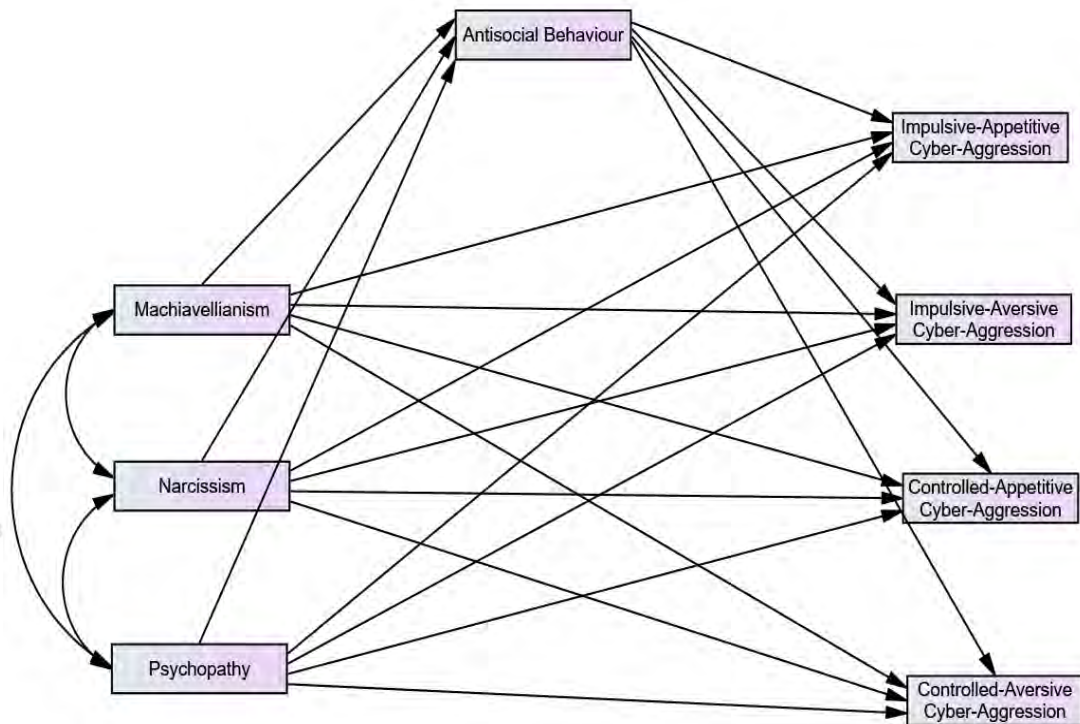 Antisocial Behaviour
Impulsive-Appetitive
Cyber-Aggression
Machiavellianism
Impulsive-Aversive
Cyber-Aggression
Narcissism
Controlled-Appetitive
Cyber-Aggression
Psychopathy
Controlled-Aversive
Cyber-Aggression